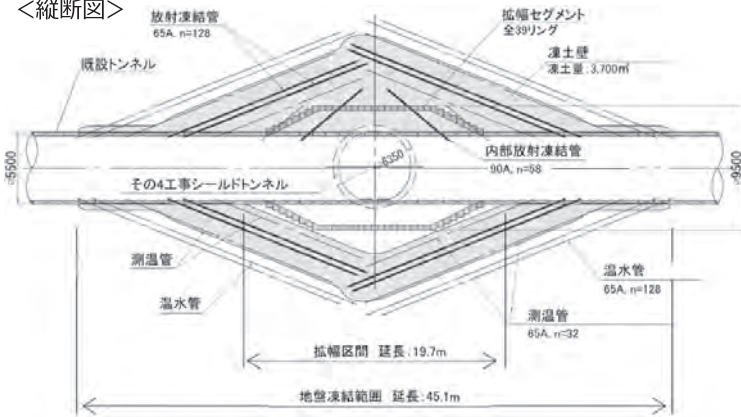 <縦断図>
放射凍結管
65A, n=128
拡幅セグメント
全39リング
既設トンネル
凍土壁
凍土量:3,700㎥
内部放射凍結管
90A, n=58
6350
その4工事シールドトンネル
ø5500
ø9500
測温管
温水管
温水管
65A, n=128
測温管
65A, n=32
拡幅区間 延長:19.7m
地盤凍結範囲 延長:45.1m